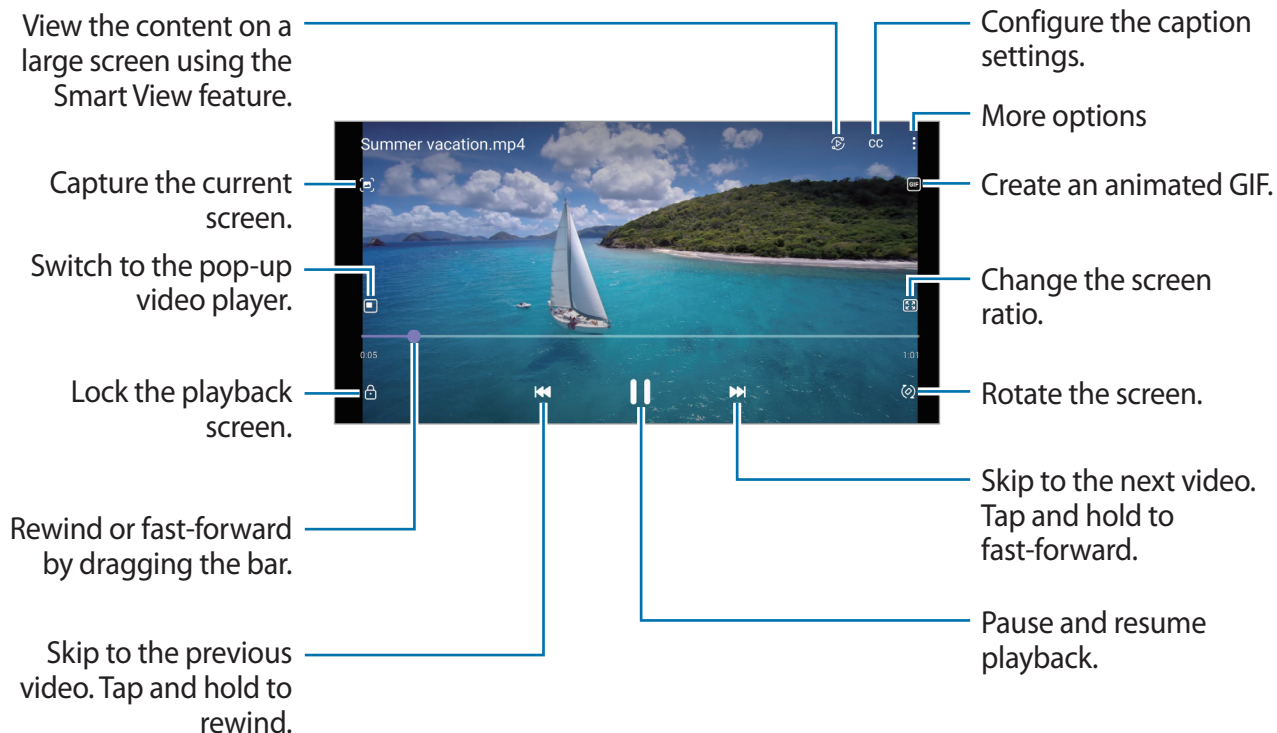 View the content on a
large screen using the
Smart View feature.
Configure the caption
settings.
More options
Summer vacation.mp4
CC
Capture the current
screen.
GIF
Create an animated GIF.
Switch to the pop-up
video player.
Change the screen
ratio.
0:05
1:01
Lock the playback
screen.
Rotate the screen.
Rewind or fast-forward
by dragging the bar.
Skip to the next video.
Tap and hold to
fast-forward.
Skip to the previous
video. Tap and hold to
rewind.
Pause and resume
playback.